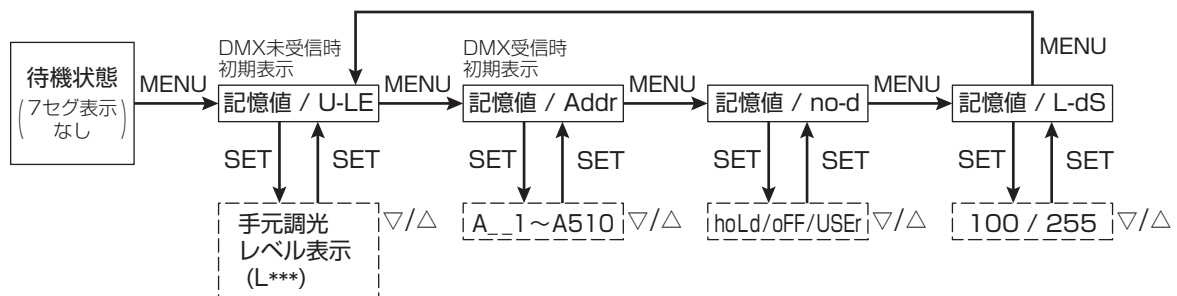 待機状態
7セグ表示
なし
MENU
DMX未受信時
初期表示
記憶値 / U-LE
SET
SET
手元調光
レベル表示
(L***)
▽/△
MENU
DMX受信時
初期表示
記憶値 / Addr
SET
SET
A_ _1～A510
▽/△
MENU
記憶値 / no-d
SET
SET
hoLd/oFF/USEr
▽/△
MENU
記憶値 / L-dS
SET
SET
100 / 255
▽/△
MENU